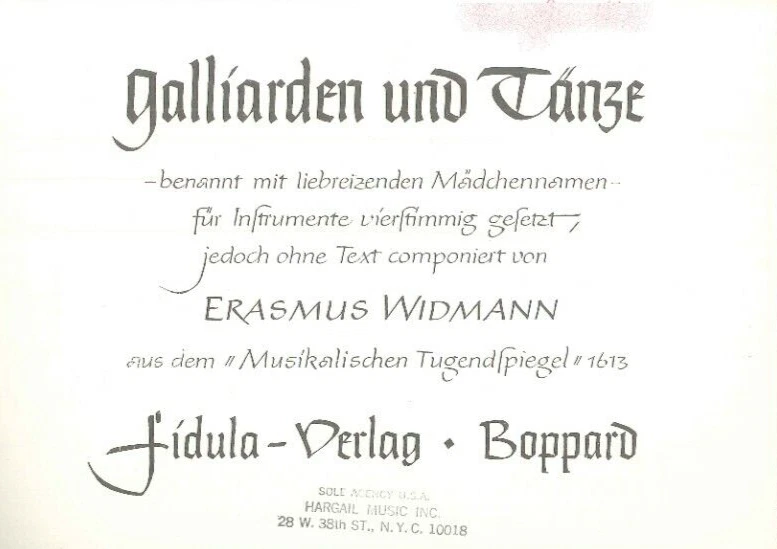 Galliarden und Tänze
– benannt mit liebreizenden Mädchennamen –
für Inſtrumente vierſtimmig geſetzt,
jedoch ohne Text componiert von
ERASMUS WIDMANN
aus dem "Muſikalischen Tugendſpiegel" 1613
Fidula – Verlag • Boppard
SOLE AGENCY U.S.A.
HARGAIL MUSIC INC.
28 W. 38th ST., N.Y.C. 10018